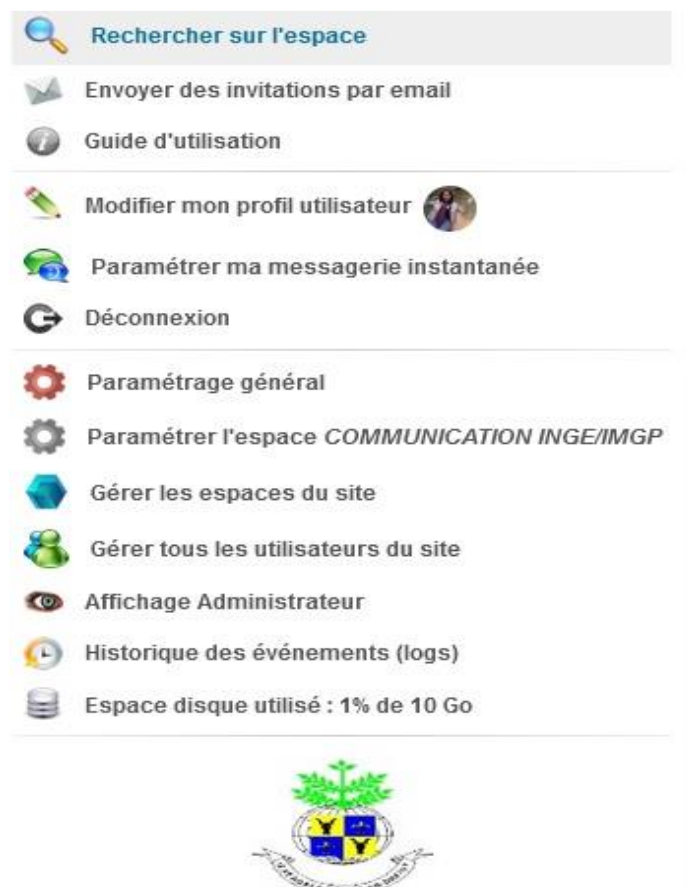 Rechercher sur l'espace
Envoyer des invitations par email
Guide d'utilisation
Modifier mon profil utilisateur
Paramétrer ma messagerie instantanée
Déconnexion
Paramétrage général
Paramétrer l'espace COMMUNICATION INGE/IMGP
Gérer les espaces du site
Gérer tous les utilisateurs du site
Affichage Administrateur
Historique des événements (logs)
Espace disque utilisé : 1% de 10 Go